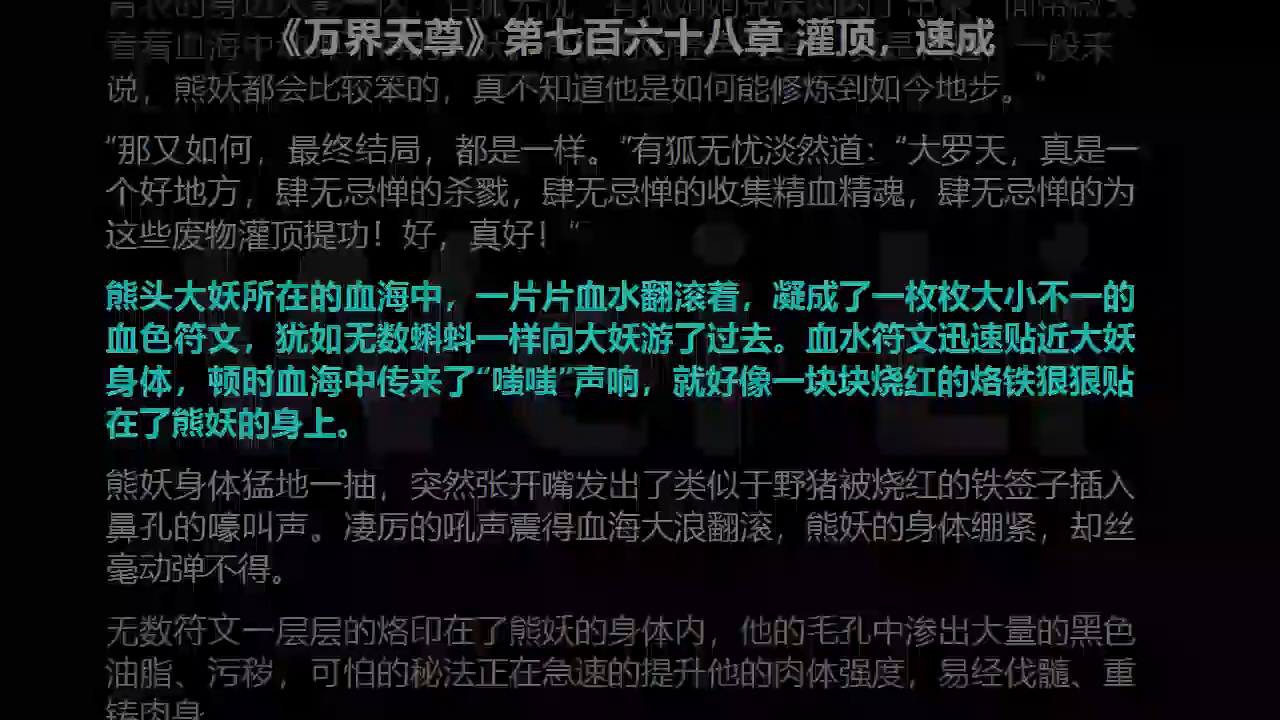 《万界天尊》第七百六十八章 灌顶，速成
一般来
说，熊妖都会比较笨的，真不知道他是如何能修炼到如今地步。”
“那又如何，最终结局，都是一样。”有狐无忧淡然道：“大罗天，真是一
个好地方，肆无忌惮的杀戮，肆无忌惮的收集精血精魂，肆无忌惮的为
这些废物灌顶提功！好，真好！”
熊头大妖所在的血海中，一片片血水翻滚着，凝成了一枚枚大小不一的
血色符文，犹如无数蝌蚪一样向大妖游了过去。血水符文迅速贴近大妖
身体，顿时血海中传来了“嗤嗤”声响，就好像一块块烧红的烙铁狠狠贴
在了熊妖的身上。
熊妖身体猛地一抽，突然张开嘴发出了类似于野猪被烧红的铁签子插入
鼻孔的嚎叫声。凄厉的吼声震得血海大浪翻滚，熊妖的身体绷紧，却丝
毫动弹不得。
无数符文一层层的烙印在了熊妖的身体内，他的毛孔中渗出大量的黑色
油脂、污秽，可怕的秘法正在急速的提升他的肉体强度，易经伐髓、重
铸肉身